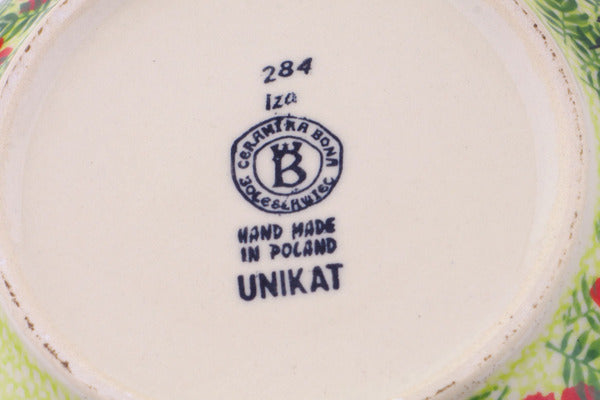 284
Iza
CERAMIKA BONA
B
BOLESŁAWIEC
HAND MADE
IN POLAND
UNIKAT